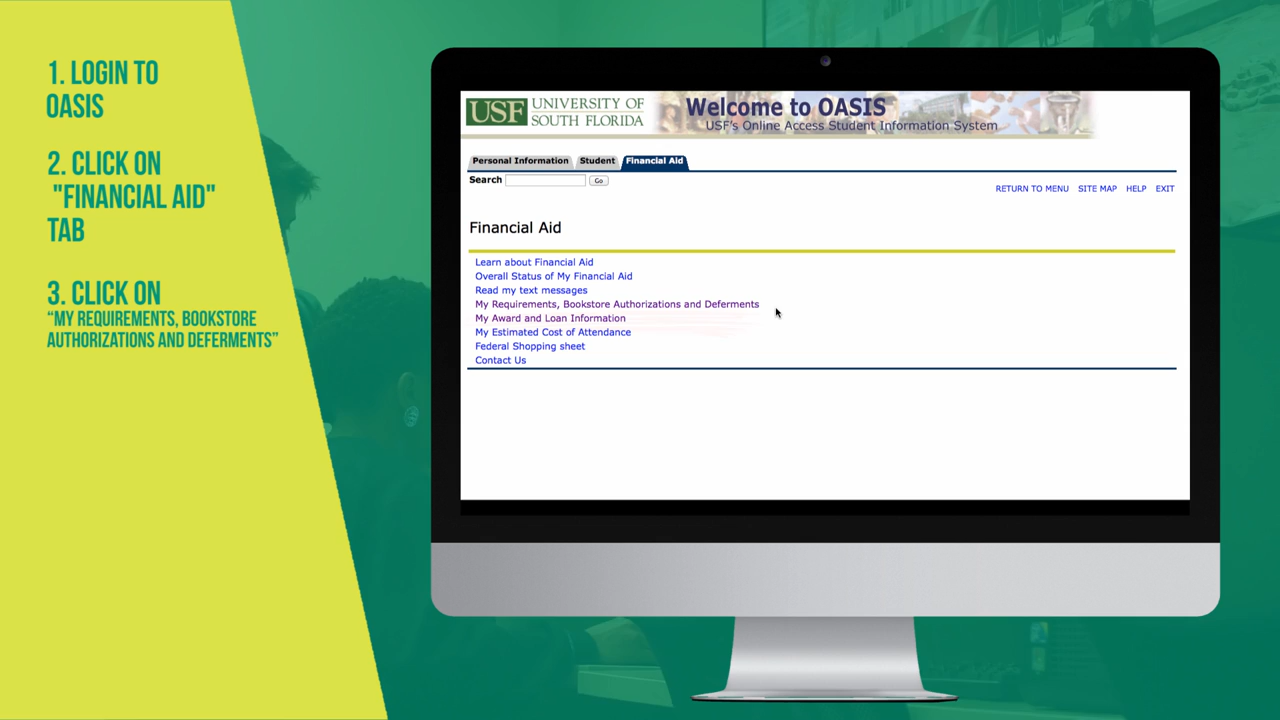 1. LOGIN TO
OASIS
2. CLICK ON
"FINANCIAL AID"
TAB
3. CLICK ON
“MY REQUIREMENTS, BOOKSTORE
AUTHORIZATIONS AND DEFERMENTS”
USF UNIVERSITY OF
SOUTH FLORIDA
Welcome to OASIS
USF's Online Access Student Information System
Personal Information Student Financial Aid
Search Go
RETURN TO MENU SITE MAP HELP EXIT
Financial Aid
Learn about Financial Aid
Overall Status of My Financial Aid
Read my text messages
My Requirements, Bookstore Authorizations and Deferments
My Award and Loan Information
My Estimated Cost of Attendance
Federal Shopping sheet
Contact Us